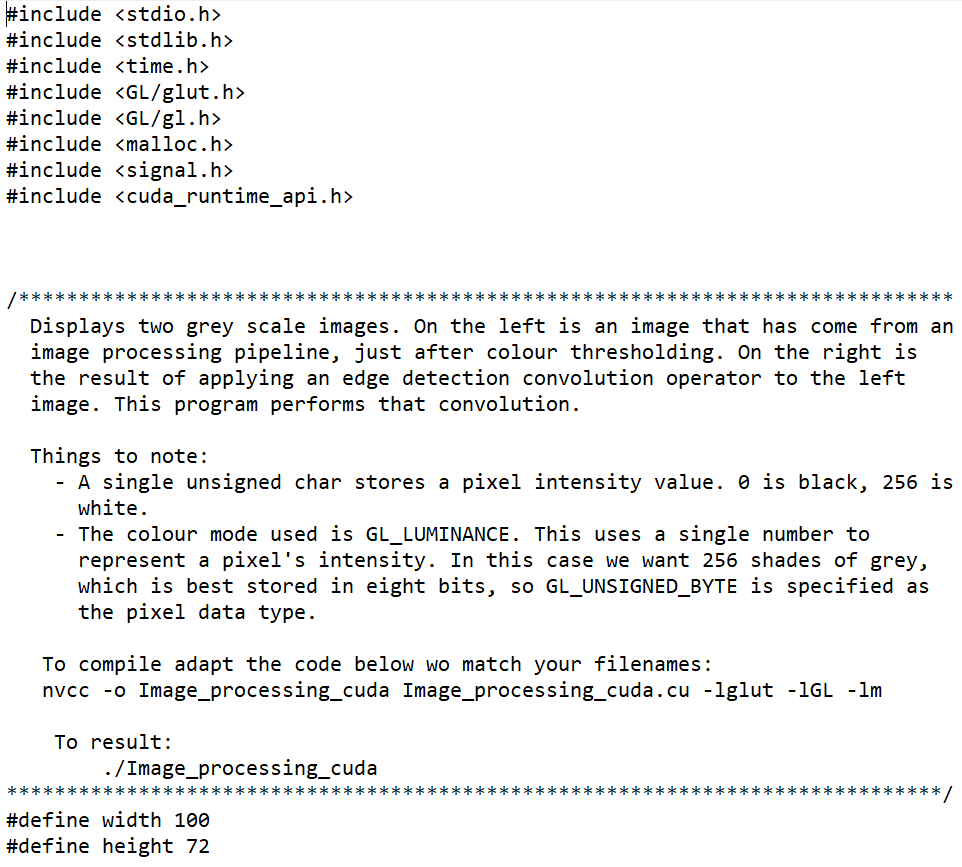 #include <stdio.h>
#include <stdlib.h>
#include <time.h>
#include <GL/glut.h>
#include <GL/gl.h>
#include <malloc.h>
#include <signal.h>
#include <cuda_runtime_api.h>
/******************************************************************************
Displays two grey scale images. On the left is an image that has come from an
image processing pipeline, just after colour thresholding. On the right is
the result of applying an edge detection convolution operator to the left
image. This program performs that convolution.
Things to note:
- A single unsigned char stores a pixel intensity value. 0 is black, 256 is
white.
- The colour mode used is GL_LUMINANCE. This uses a single number to
represent a pixel's intensity. In this case we want 256 shades of grey,
which is best stored in eight bits, so GL_UNSIGNED_BYTE is specified as
the pixel data type.
To compile adapt the code below wo match your filenames:
nvcc -o Image_processing_cuda Image_processing_cuda.cu -lglut -lGL -lm
To result:
./Image_processing_cuda
******************************************************************************/
#define width 100
#define height 72